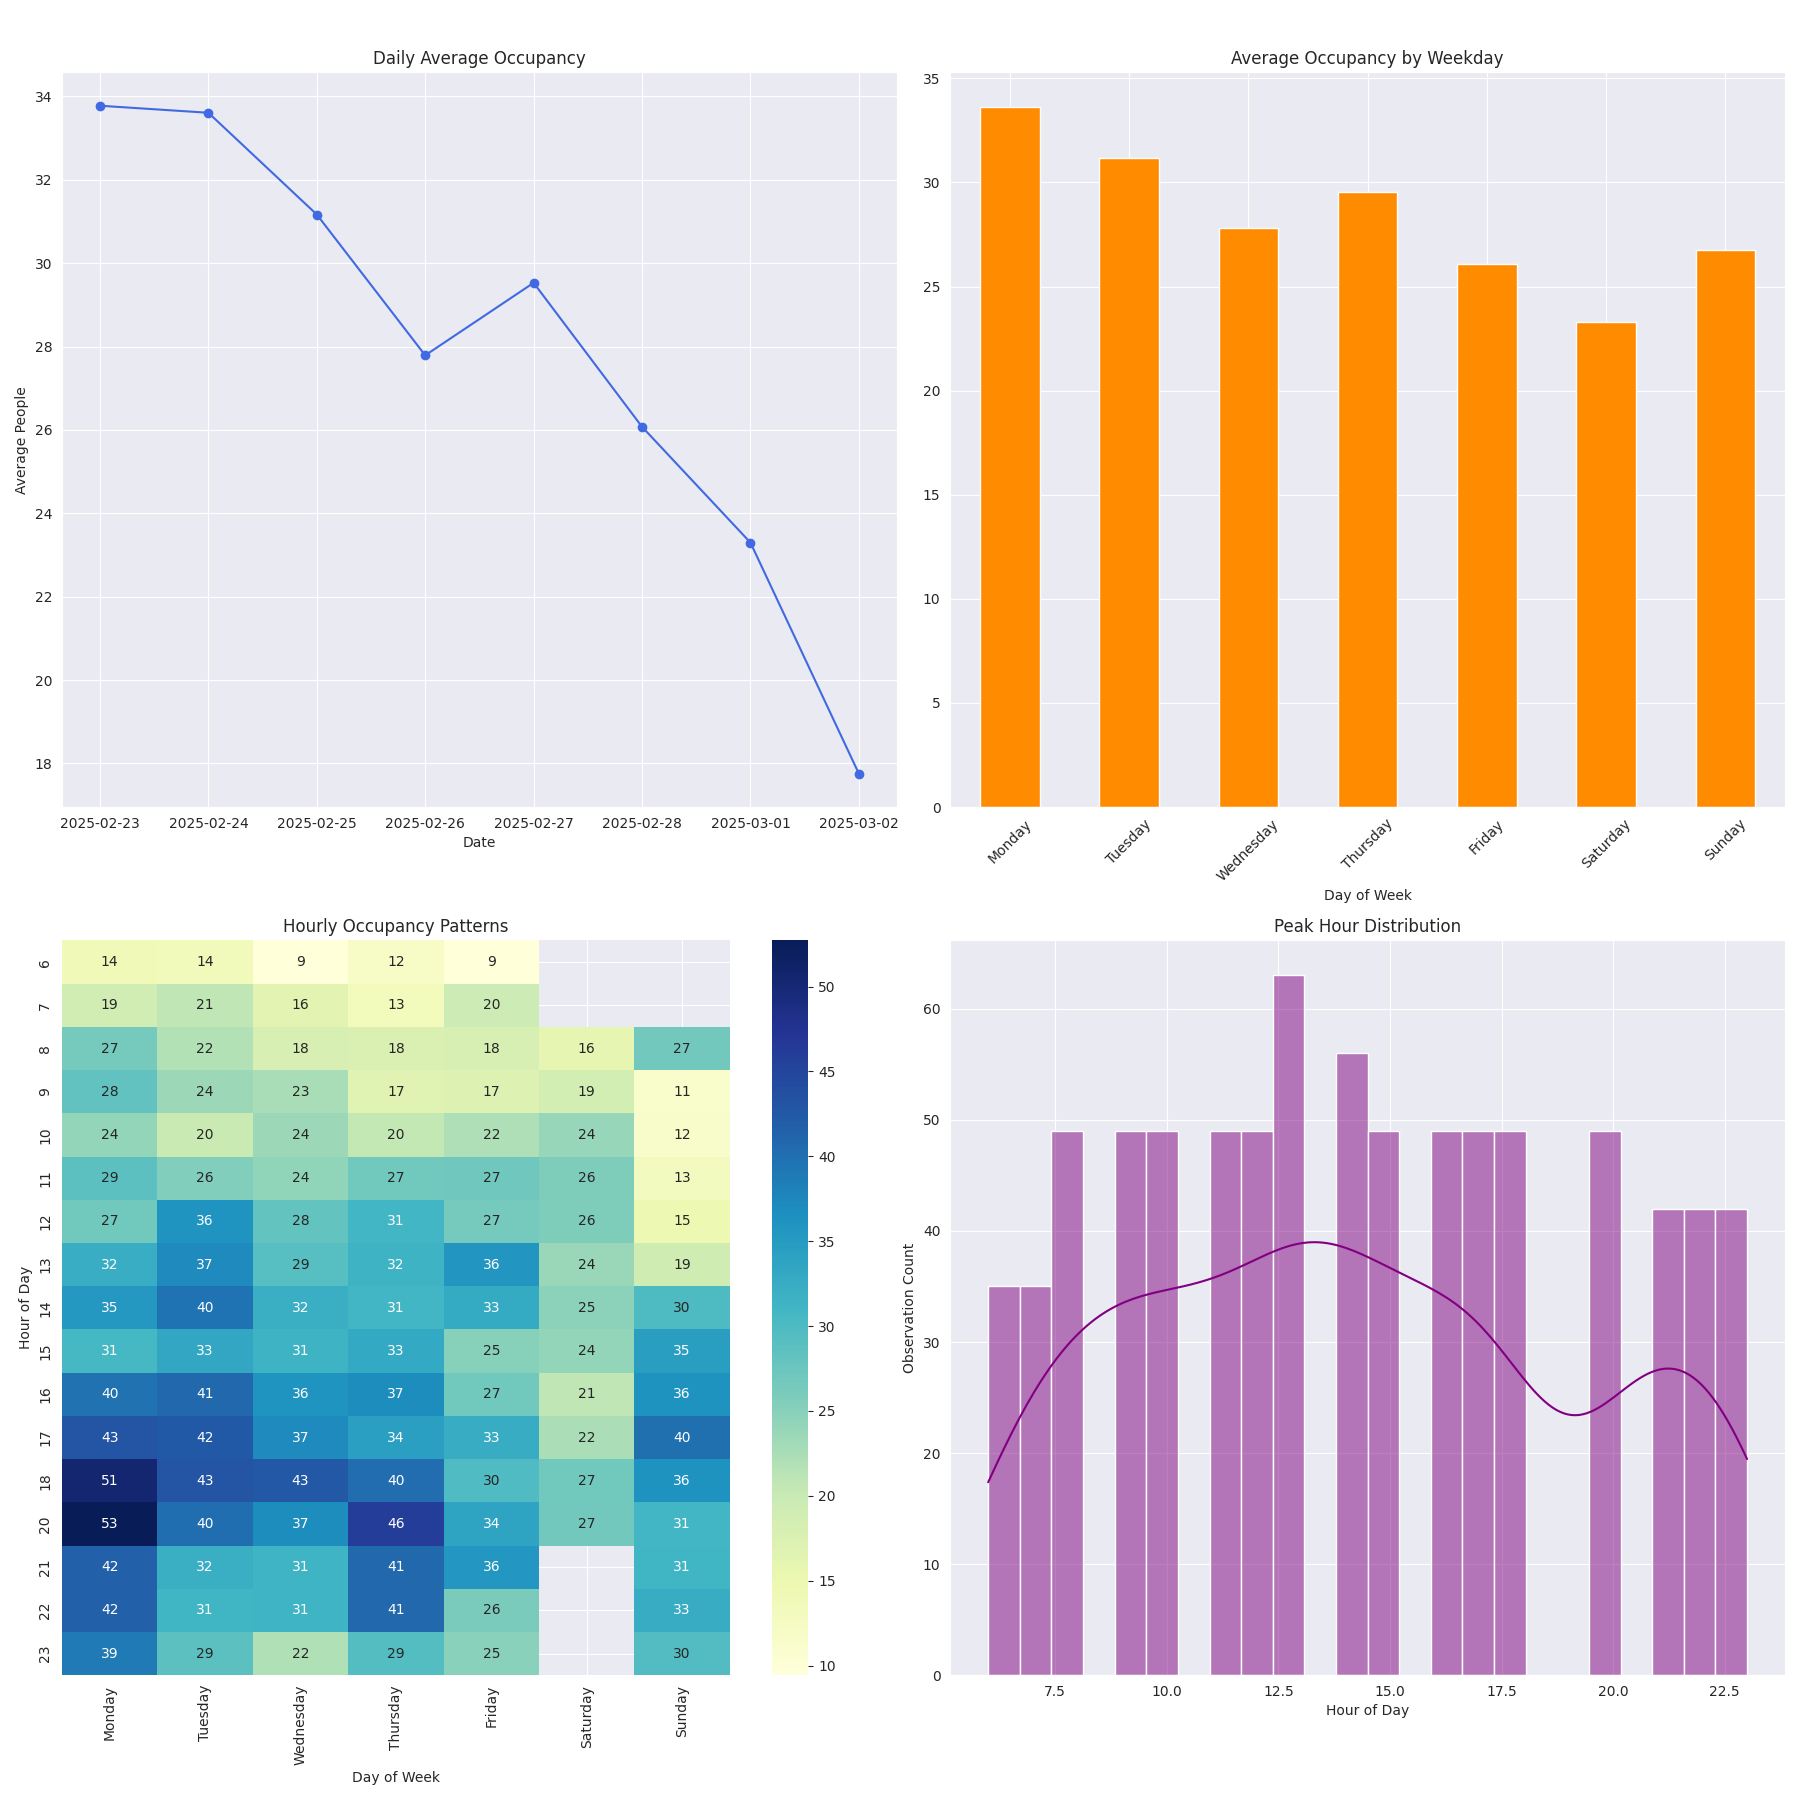 Daily Average Occupancy
34
32
30
28
26
24
22
20
18
Average People
2025-02-23 2025-02-24 2025-02-25 2025-02-26 2025-02-27 2025-02-28 2025-03-01 2025-03-02
Date
Average Occupancy by Weekday
35
30
25
20
15
10
5
0
Monday Tuesday Wednesday Thursday Friday Saturday Sunday
Day of Week
Hourly Occupancy Patterns
6 14 14 9 12 9
7 19 21 16 13 20
8 27 22 18 18 18 16 27
9 28 24 23 17 17 19 11
10 24 20 24 20 22 24 12
11 29 26 24 27 27 26 13
12 27 36 28 31 27 26 15
13 32 37 29 32 36 24 19
14 35 40 32 31 33 25 30
15 31 33 31 33 25 24 35
16 40 41 36 37 27 21 36
17 43 42 37 34 33 22 40
18 51 43 43 40 30 27 36
20 53 40 37 46 34 27 31
21 42 32 31 41 36 31
22 42 31 31 41 26 33
23 39 29 22 29 25 30
Hour of Day
Monday Tuesday Wednesday Thursday Friday Saturday Sunday
Day of Week
50
45
40
35
30
25
20
15
10
Peak Hour Distribution
60
50
40
30
20
10
0
Observation Count
7.5 10.0 12.5 15.0 17.5 20.0 22.5
Hour of Day